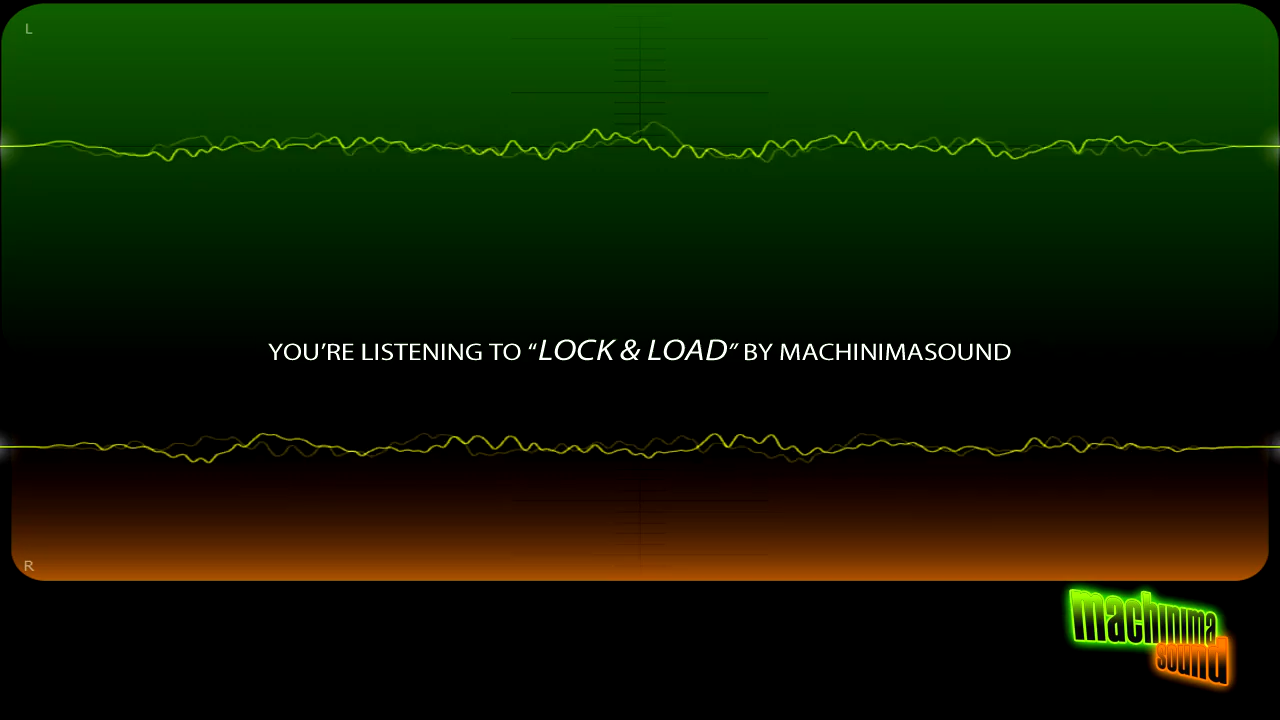 L
YOU'RE LISTENING TO “LOCK & LOAD” BY MACHINIMASOUND
R
machinima
sound